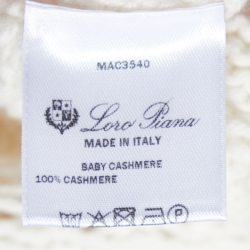 MAC3540
Loro Piana
MADE IN ITALY
BABY CASHMERE
100% CASHMERE